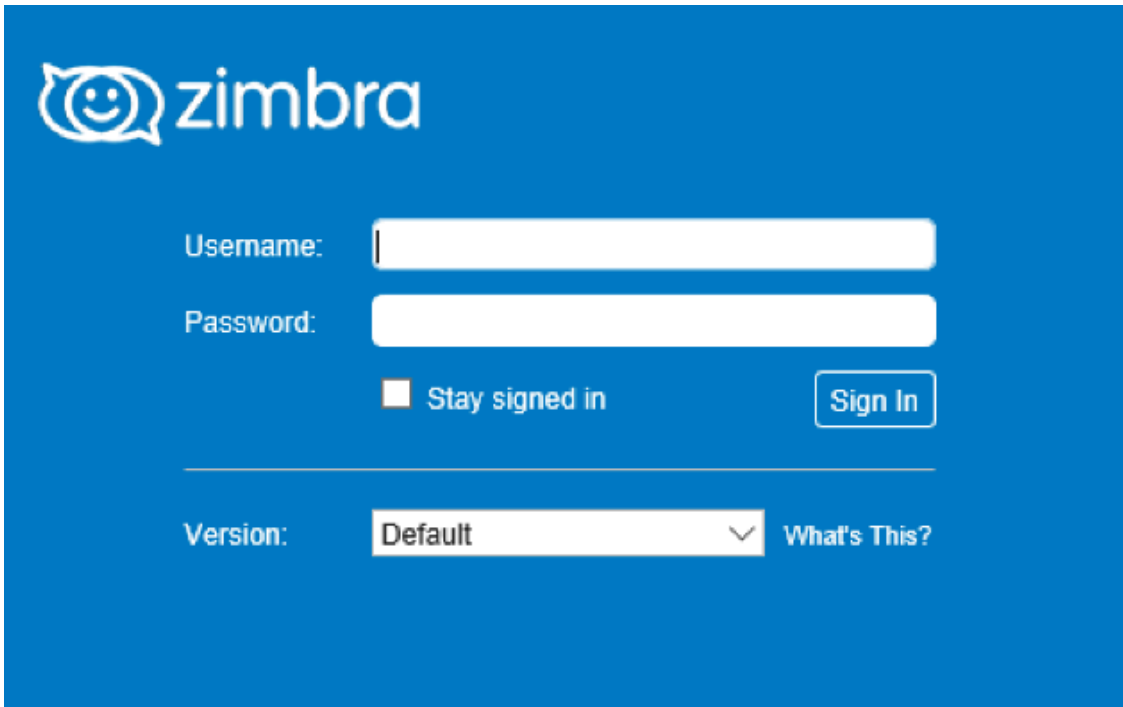 zimbra
Username:
Password:
Stay signed in Sign In
Version: Default What's This?